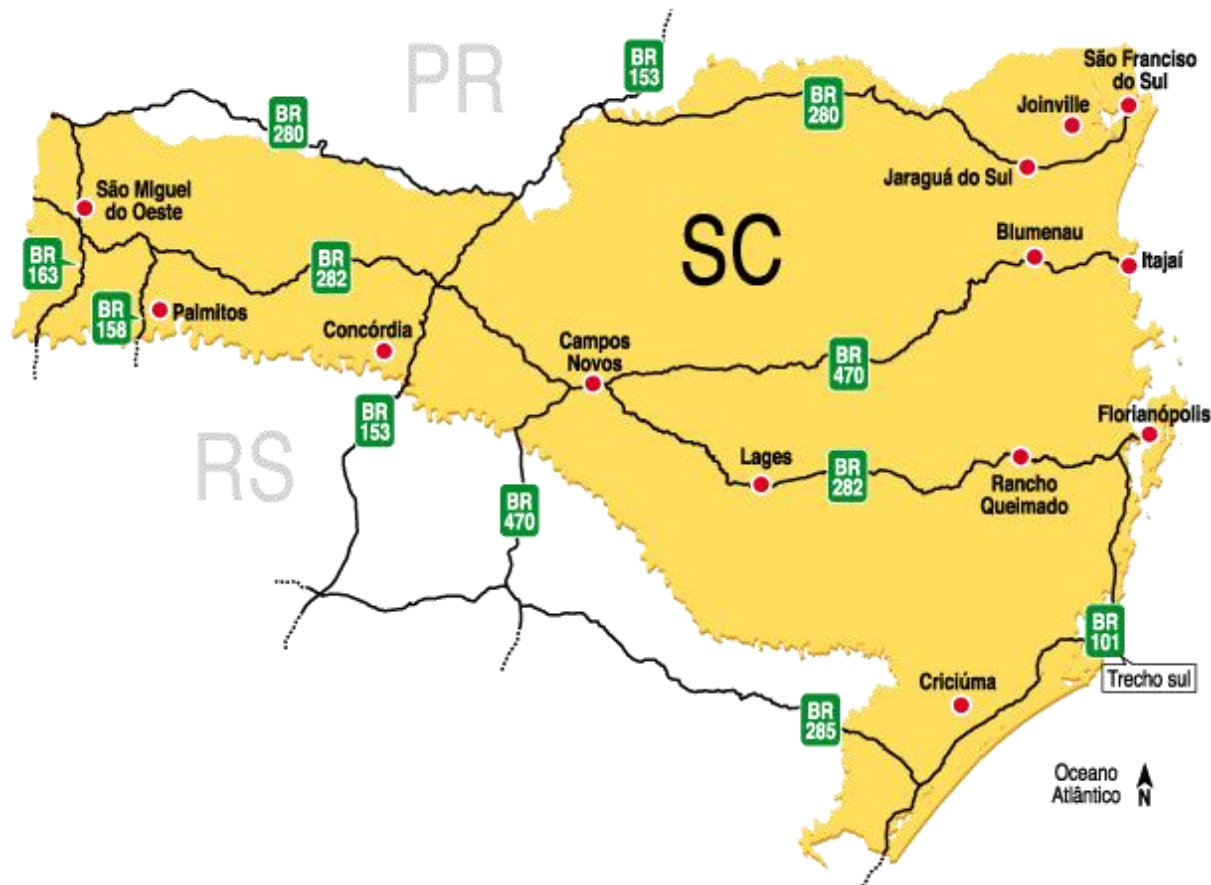 PR
BR
153
São Franciso
do Sul
Joinville
BR
280
BR
280
Jaraguá do Sul
São Miguel
do Oeste
SC
Blumenau
Itajaí
BR
163
BR
282
BR
158
Palmitos
Concórdia
Campos
Novos
BR
470
BR
153
Florianópolis
RS
Lages
BR
282
Rancho
Queimado
BR
470
BR
101
Trecho sul
Criciúma
BR
285
Oceano
Atlântico
N